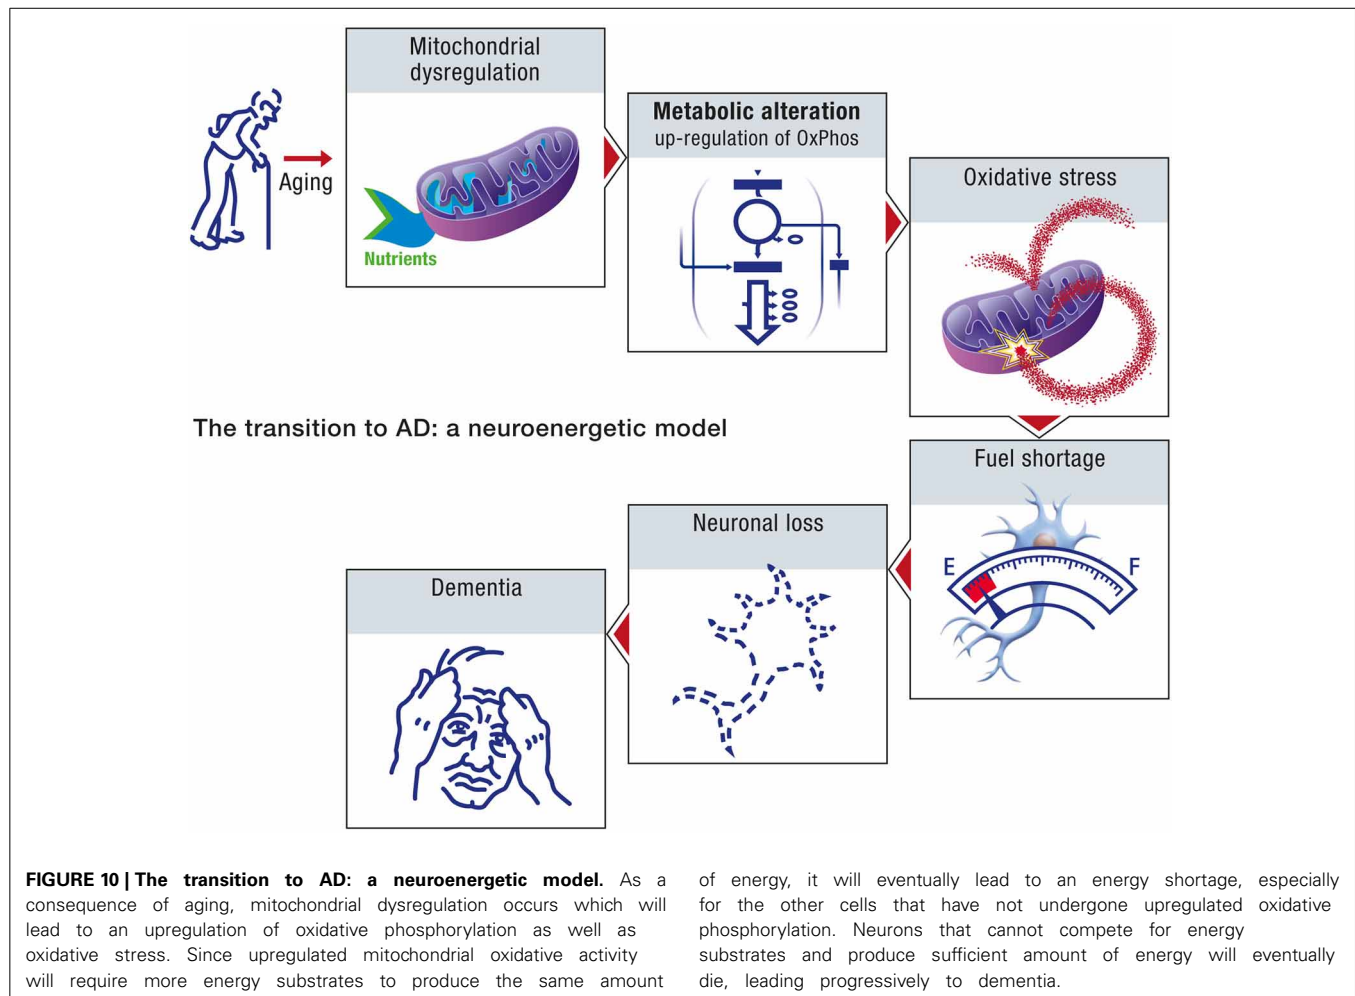 Mitochondrial
dysregulation
Aging
Nutrients
Metabolic alteration
up-regulation of OxPhos
Oxidative stress
The transition to AD: a neuroenergetic model
Fuel shortage
E F
Neuronal loss
Dementia
FIGURE 10 | The transition to AD: a neuroenergetic model. As a
consequence of aging, mitochondrial dysregulation occurs which will
lead to an upregulation of oxidative phosphorylation as well as
oxidative stress. Since upregulated mitochondrial oxidative activity
will require more energy substrates to produce the same amount
of energy, it will eventually lead to an energy shortage, especially
for the other cells that have not undergone upregulated oxidative
phosphorylation. Neurons that cannot compete for energy
substrates and produce sufficient amount of energy will eventually
die, leading progressively to dementia.